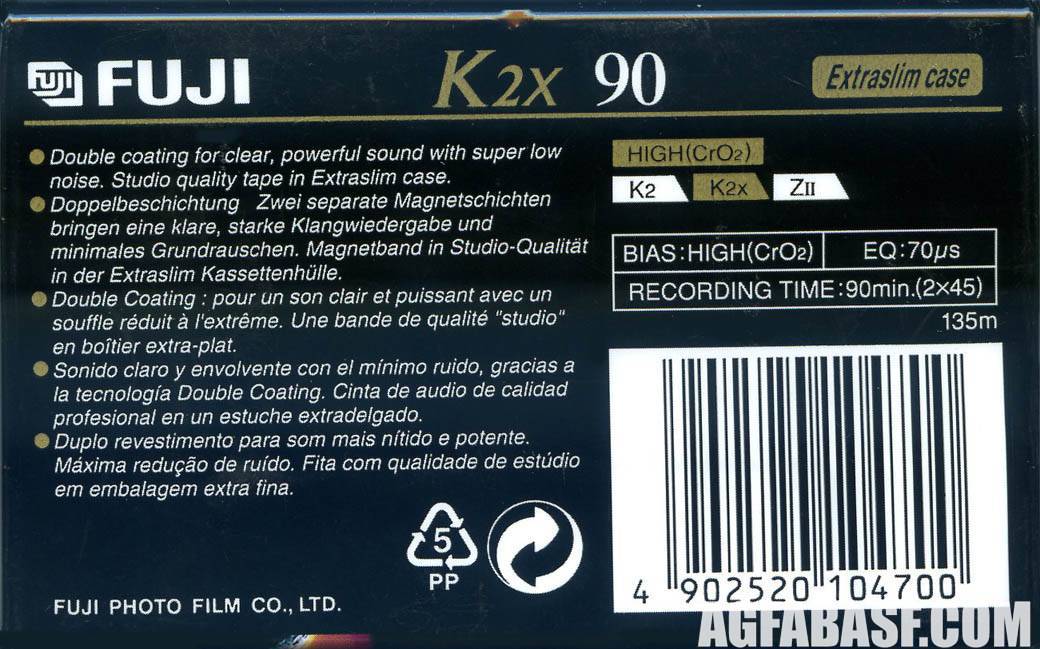 FUJI FUJI K2x 90 Extraslim case
Double coating for clear, powerful sound with super low
noise. Studio quality tape in Extraslim case.
Doppelbeschichtung Zwei separate Magnetschichten
bringen eine klare, starke Klangwiedergabe und
minimales Grundrauschen. Magnetband in Studio-Qualität
in der Extraslim Kassettenhülle.
Double Coating : pour un son clair et puissant avec un
souffle réduit à l'extrême. Une bande de qualité "studio"
en boîtier extra-plat.
Sonido claro y envolvente con el mínimo ruido, gracias a
la tecnología Double Coating. Cinta de audio de calidad
profesional en un estuche extradelgado.
Duplo revestimento para som mais nítido e potente.
Máxima redução de ruído. Fita com qualidade de estúdio
em embalagem extra fina.
5
PP
FUJI PHOTO FILM CO., LTD.
HIGH(CrO2)
K2 K2x ZII
BIAS:HIGH(CrO2) EQ:70µs
RECORDING TIME:90min.(2×45)
135m
4 902520 104700
AGFABASF.COM